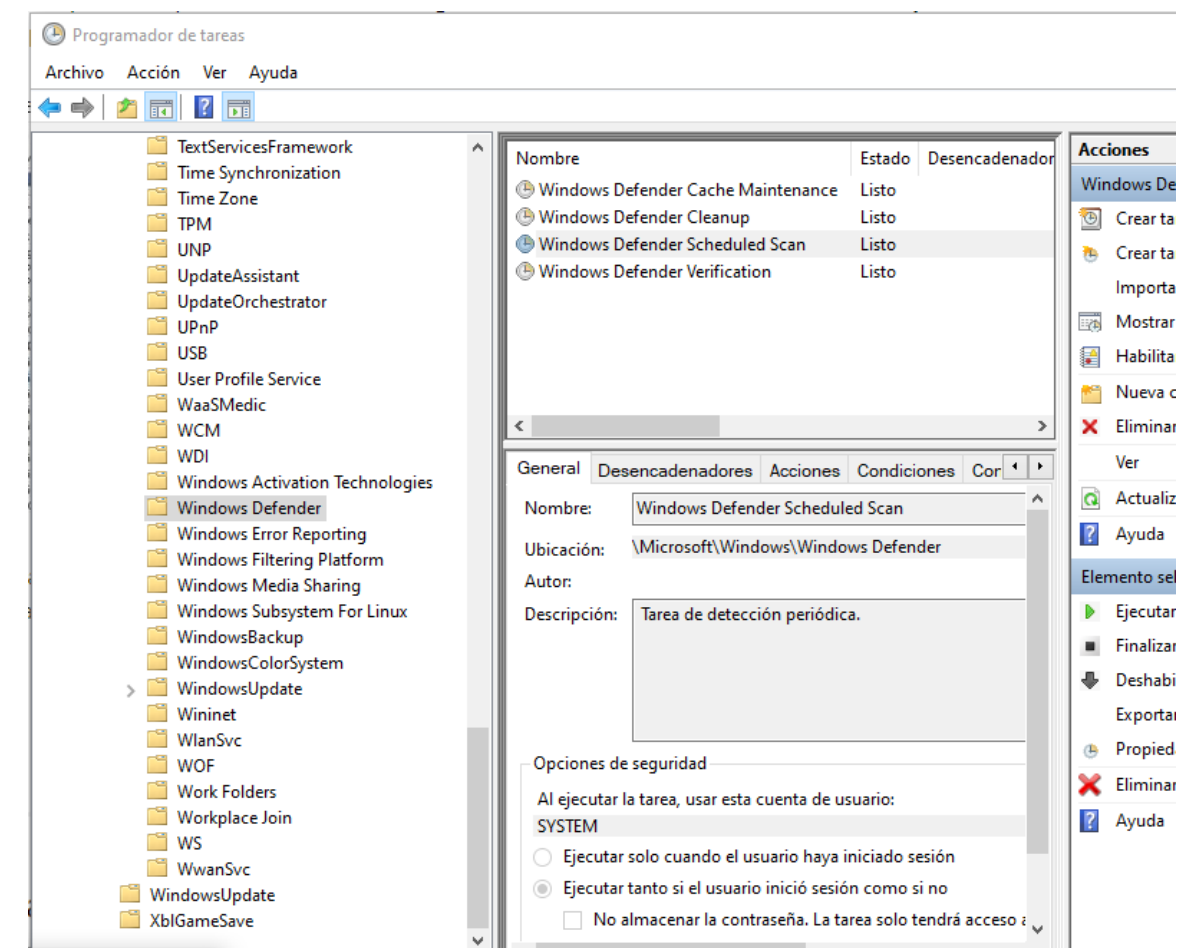 Programador de tareas
Archivo Acción Ver Ayuda
TextServicesFramework
Time Synchronization
Time Zone
TPM
UNP
UpdateAssistant
UpdateOrchestrator
UPnP
USB
User Profile Service
WaaSMedic
WCM
WDI
Windows Activation Technologies
Windows Defender
Windows Error Reporting
Windows Filtering Platform
Windows Media Sharing
Windows Subsystem For Linux
WindowsBackup
WindowsColorSystem
WindowsUpdate
Wininet
WlanSvc
WOF
Work Folders
Workplace Join
WS
WwanSvc
WindowsUpdate
XblGameSave
Nombre Estado Desencadenador
Windows Defender Cache Maintenance Listo
Windows Defender Cleanup Listo
Windows Defender Scheduled Scan Listo
Windows Defender Verification Listo
General Desencadenadores Acciones Condiciones Cor
Nombre: Windows Defender Scheduled Scan
Ubicación: \Microsoft\Windows\Windows Defender
Autor:
Descripción: Tarea de detección periódica.
Opciones de seguridad
Al ejecutar la tarea, usar esta cuenta de usuario:
SYSTEM
Ejecutar solo cuando el usuario haya iniciado sesión
Ejecutar tanto si el usuario inició sesión como si no
No almacenar la contraseña. La tarea solo tendrá acceso a
Acciones
Windows De
Crear ta
Crear ta
Importa
Mostrar
Habilita
Nueva c
Eliminar
Ver
Actualiz
Ayuda
Elemento sel
Ejecutar
Finalizar
Deshabi
Exportar
Propied
Eliminar
Ayuda